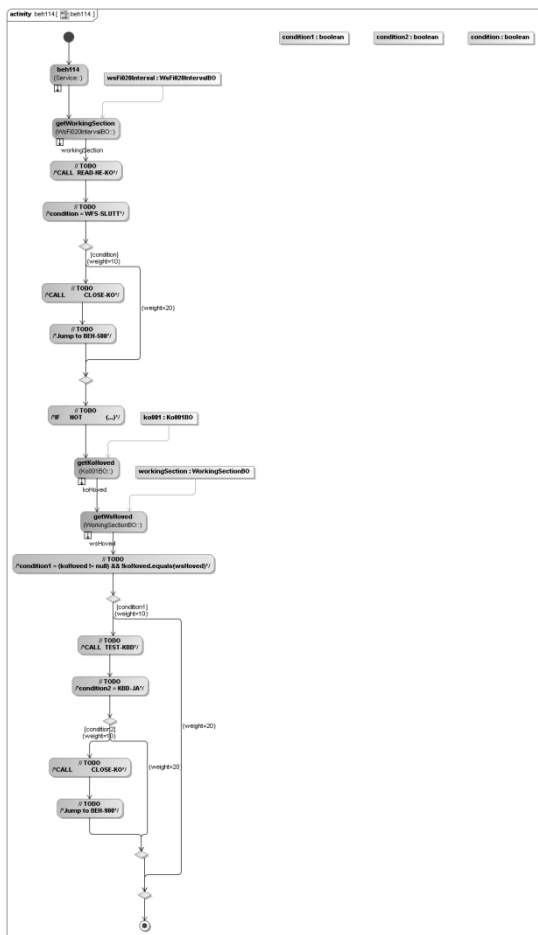 activity beh114 [ beh114 ]
condition1 : boolean
condition2 : boolean
condition : boolean
beh114
(Service::)
wsFi020Interval : WsFi020IntervalBO
getWorkingSection
(WsFi020IntervalBO::)
workingSection
// TODO
/*CALL READ-NE-KO*/
// TODO
/*condition = WFS-SLUTT*/
[condition]
{weight=10}
// TODO
/*CALL CLOSE-KO*/
{weight=20}
// TODO
/*Jump to BEH-500*/
// TODO
/*IF NOT (...)*/
ko001 : Ko001BO
getKoHoved
(Ko001BO::)
koHoved
workingSection : WorkingSectionBO
getWsHoved
(WorkingSectionBO::)
wsHoved
// TODO
/*condition1 = (koHoved != null) && !koHoved.equals(wsHoved)*/
[condition1]
{weight=10}
// TODO
/*CALL TEST-KBD*/
// TODO
/*condition2 = KBD-JA*/
{weight=20}
[condition2]
{weight=10}
// TODO
/*CALL CLOSE-KO*/
{weight=20}
// TODO
/*Jump to BEH-900*/